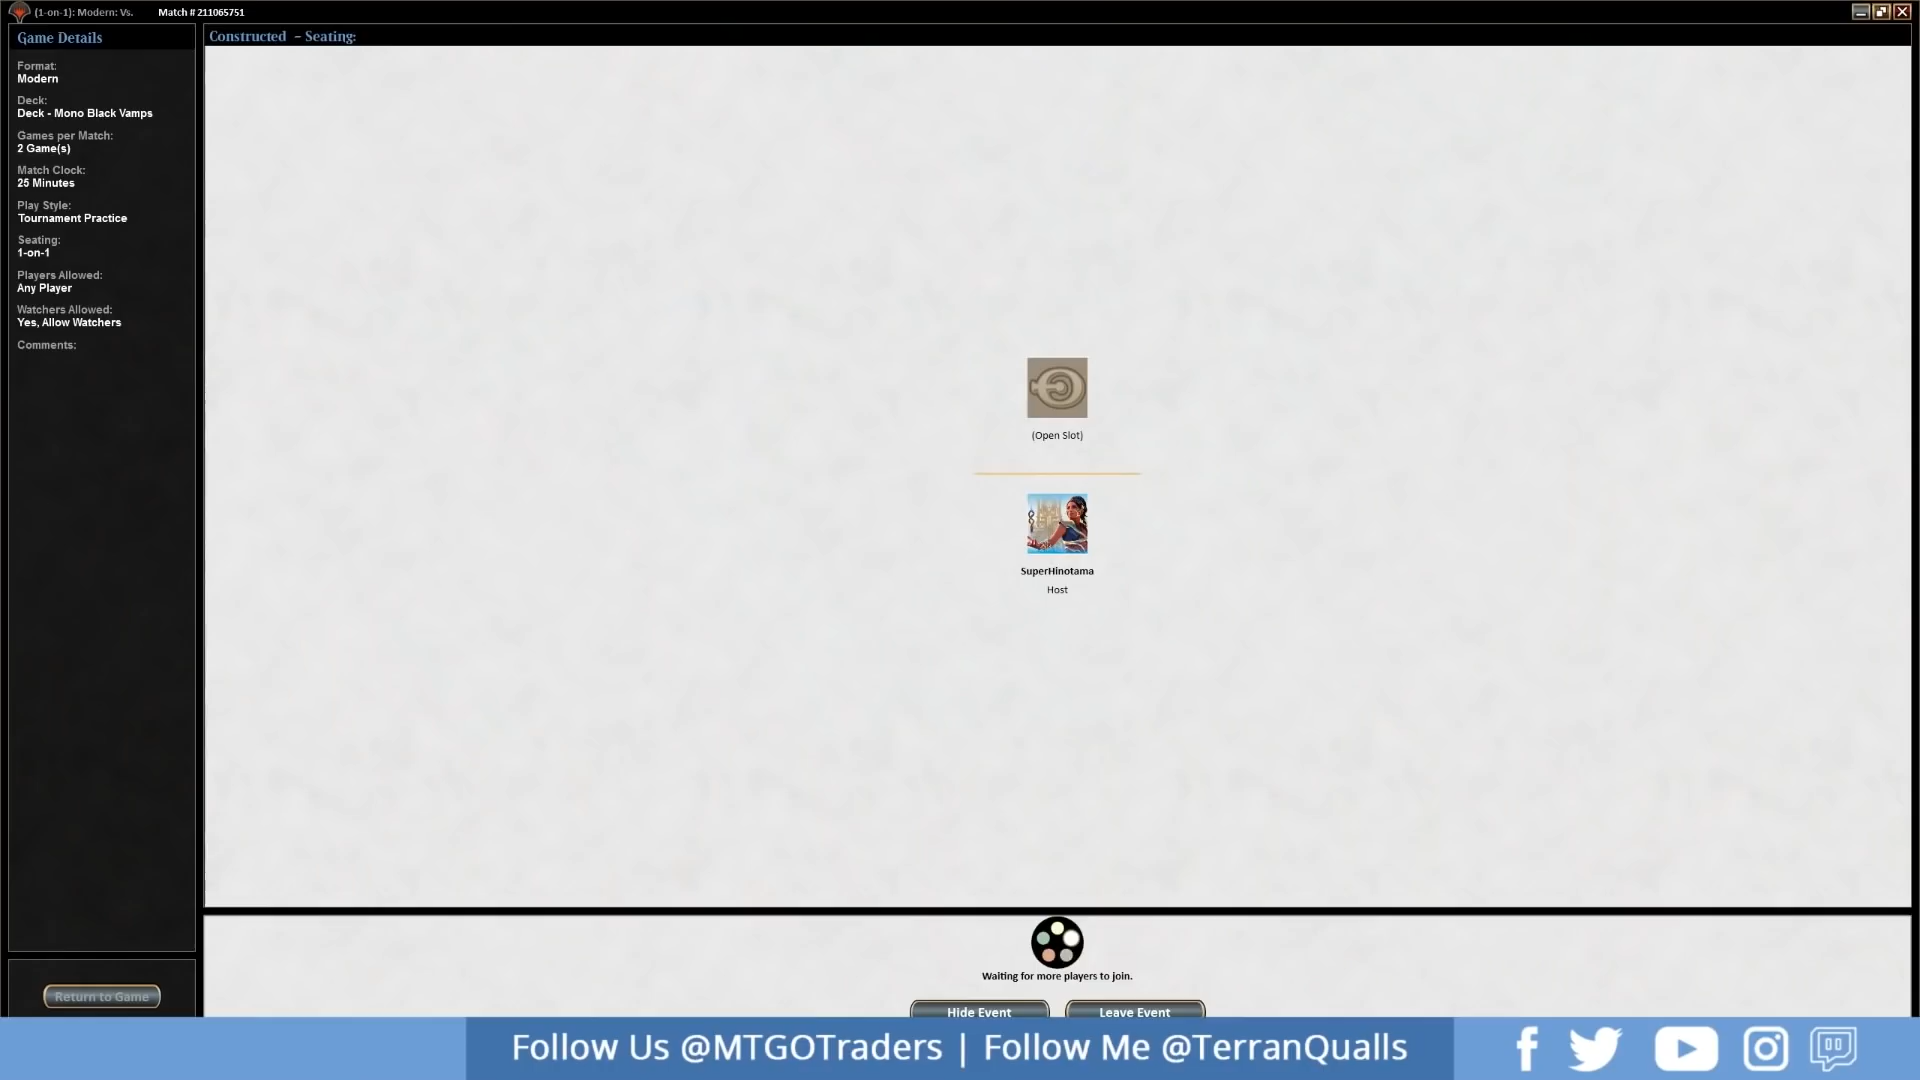 (1-on-1): Modern: Vs. Match # 211065751
Game Details
Format:
Modern
Deck:
Deck - Mono Black Vamps
Games per Match:
2 Game(s)
Match Clock:
25 Minutes
Play Style:
Tournament Practice
Seating:
1-on-1
Players Allowed:
Any Player
Watchers Allowed:
Yes, Allow Watchers
Comments:
Return to Game
Constructed - Seating:
(Open Slot)
SuperHinotama
Host
Waiting for more players to join.
Hide Event Leave Event
Follow Us @MTGOTraders | Follow Me @TerranQualls